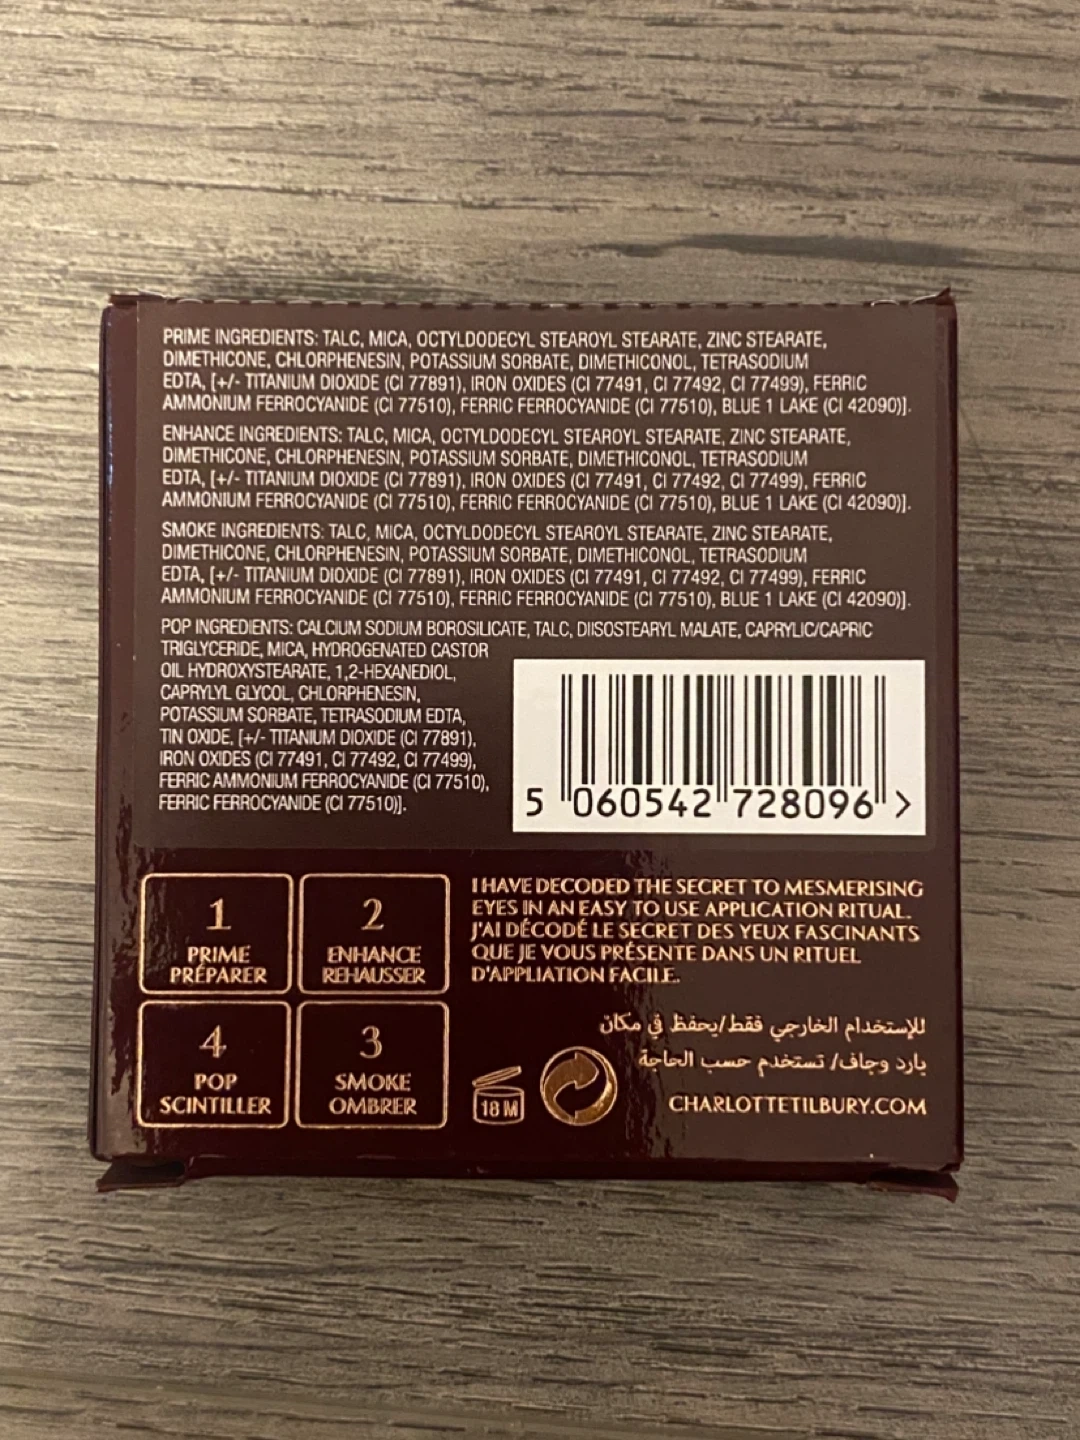 PRIME INGREDIENTS: TALC, MICA, OCTYLDODECYL STEAROYL STEARATE, ZINC STEARATE,
DIMETHICONE, CHLORPHENESIN, POTASSIUM SORBATE, DIMETHICONOL, TETRASODIUM
EDTA, [+/- TITANIUM DIOXIDE (CI 77891), IRON OXIDES (CI 77491, CI 77492, CI 77499), FERRIC
AMMONIUM FERROCYANIDE (CI 77510), FERRIC FERROCYANIDE (CI 77510), BLUE 1 LAKE (CI 42090)].
ENHANCE INGREDIENTS: TALC, MICA, OCTYLDODECYL STEAROYL STEARATE, ZINC STEARATE,
DIMETHICONE, CHLORPHENESIN, POTASSIUM SORBATE, DIMETHICONOL, TETRASODIUM
EDTA, [+/- TITANIUM DIOXIDE (CI 77891), IRON OXIDES (CI 77491, CI 77492, CI 77499), FERRIC
AMMONIUM FERROCYANIDE (CI 77510), FERRIC FERROCYANIDE (CI 77510), BLUE 1 LAKE (CI 42090)].
SMOKE INGREDIENTS: TALC, MICA, OCTYLDODECYL STEAROYL STEARATE, ZINC STEARATE,
DIMETHICONE, CHLORPHENESIN, POTASSIUM SORBATE, DIMETHICONOL, TETRASODIUM
EDTA, [+/- TITANIUM DIOXIDE (CI 77891), IRON OXIDES (CI 77491, CI 77492, CI 77499), FERRIC
AMMONIUM FERROCYANIDE (CI 77510), FERRIC FERROCYANIDE (CI 77510), BLUE 1 LAKE (CI 42090)].
POP INGREDIENTS: CALCIUM SODIUM BOROSILICATE, TALC, DIISOSTEARYL MALATE, CAPRYLIC/CAPRIC
TRIGLYCERIDE, MICA, HYDROGENATED CASTOR
OIL HYDROXYSTEARATE, 1,2-HEXANEDIOL,
CAPRYLYL GLYCOL, CHLORPHENESIN,
POTASSIUM SORBATE, TETRASODIUM EDTA,
TIN OXIDE, [+/- TITANIUM DIOXIDE (CI 77891),
IRON OXIDES (CI 77491, CI 77492, CI 77499),
FERRIC AMMONIUM FERROCYANIDE (CI 77510),
FERRIC FERROCYANIDE (CI 77510)].
5 060542 728096 >
1
PRIME
PRÉPARER
2
ENHANCE
REHAUSSER
4
POP
SCINTILLER
3
SMOKE
OMBRER
I HAVE DECODED THE SECRET TO MESMERISING
EYES IN AN EASY TO USE APPLICATION RITUAL.
J'AI DÉCODÉ LE SECRET DES YEUX FASCINANTS
QUE JE VOUS PRÉSENTE DANS UN RITUEL
D'APPLIATION FACILE.
للإستخدام الخارجي فقط/يحفظ في مكان
بارد وجاف/ تستخدم حسب الحاجة
18 M
CHARLOTTETILBURY.COM